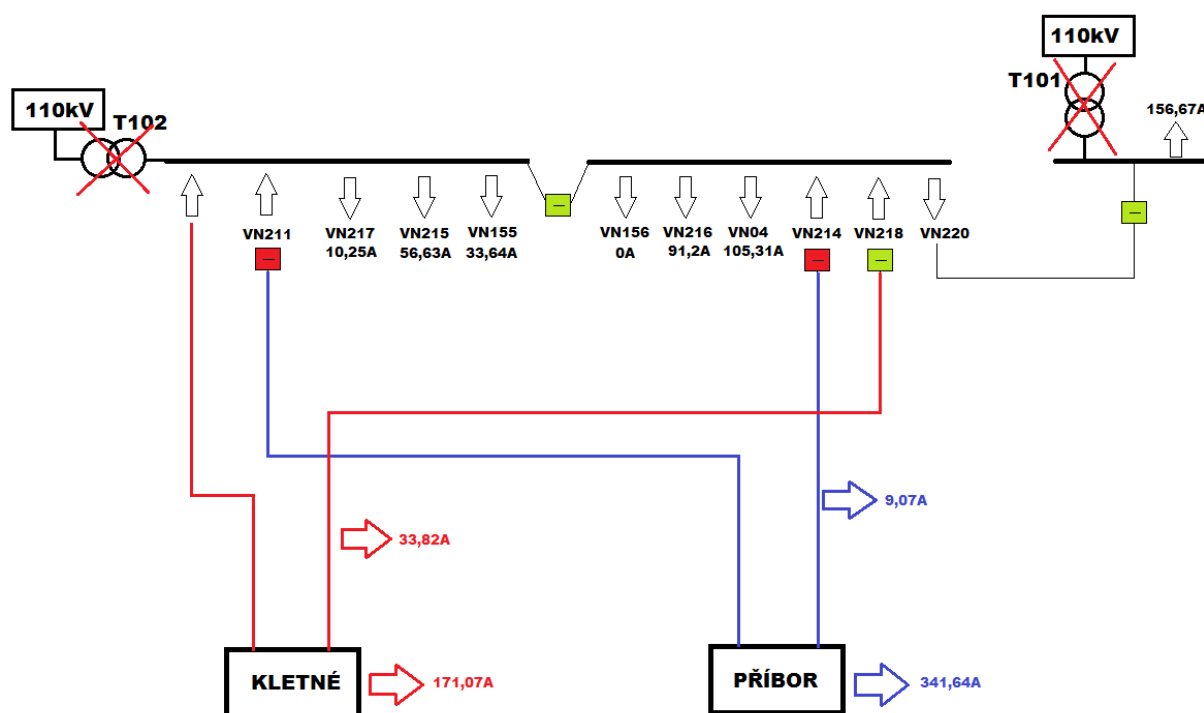 110kV
T101
156,67A
110kV
T102
VN211
VN217
10,25A
VN215
56,63A
VN155
33,64A
VN156
0A
VN216
91,2A
VN04
105,31A
VN214
VN218
VN220
9,07A
33,82A
KLETNÉ
171,07A
PŘÍBOR
341,64A